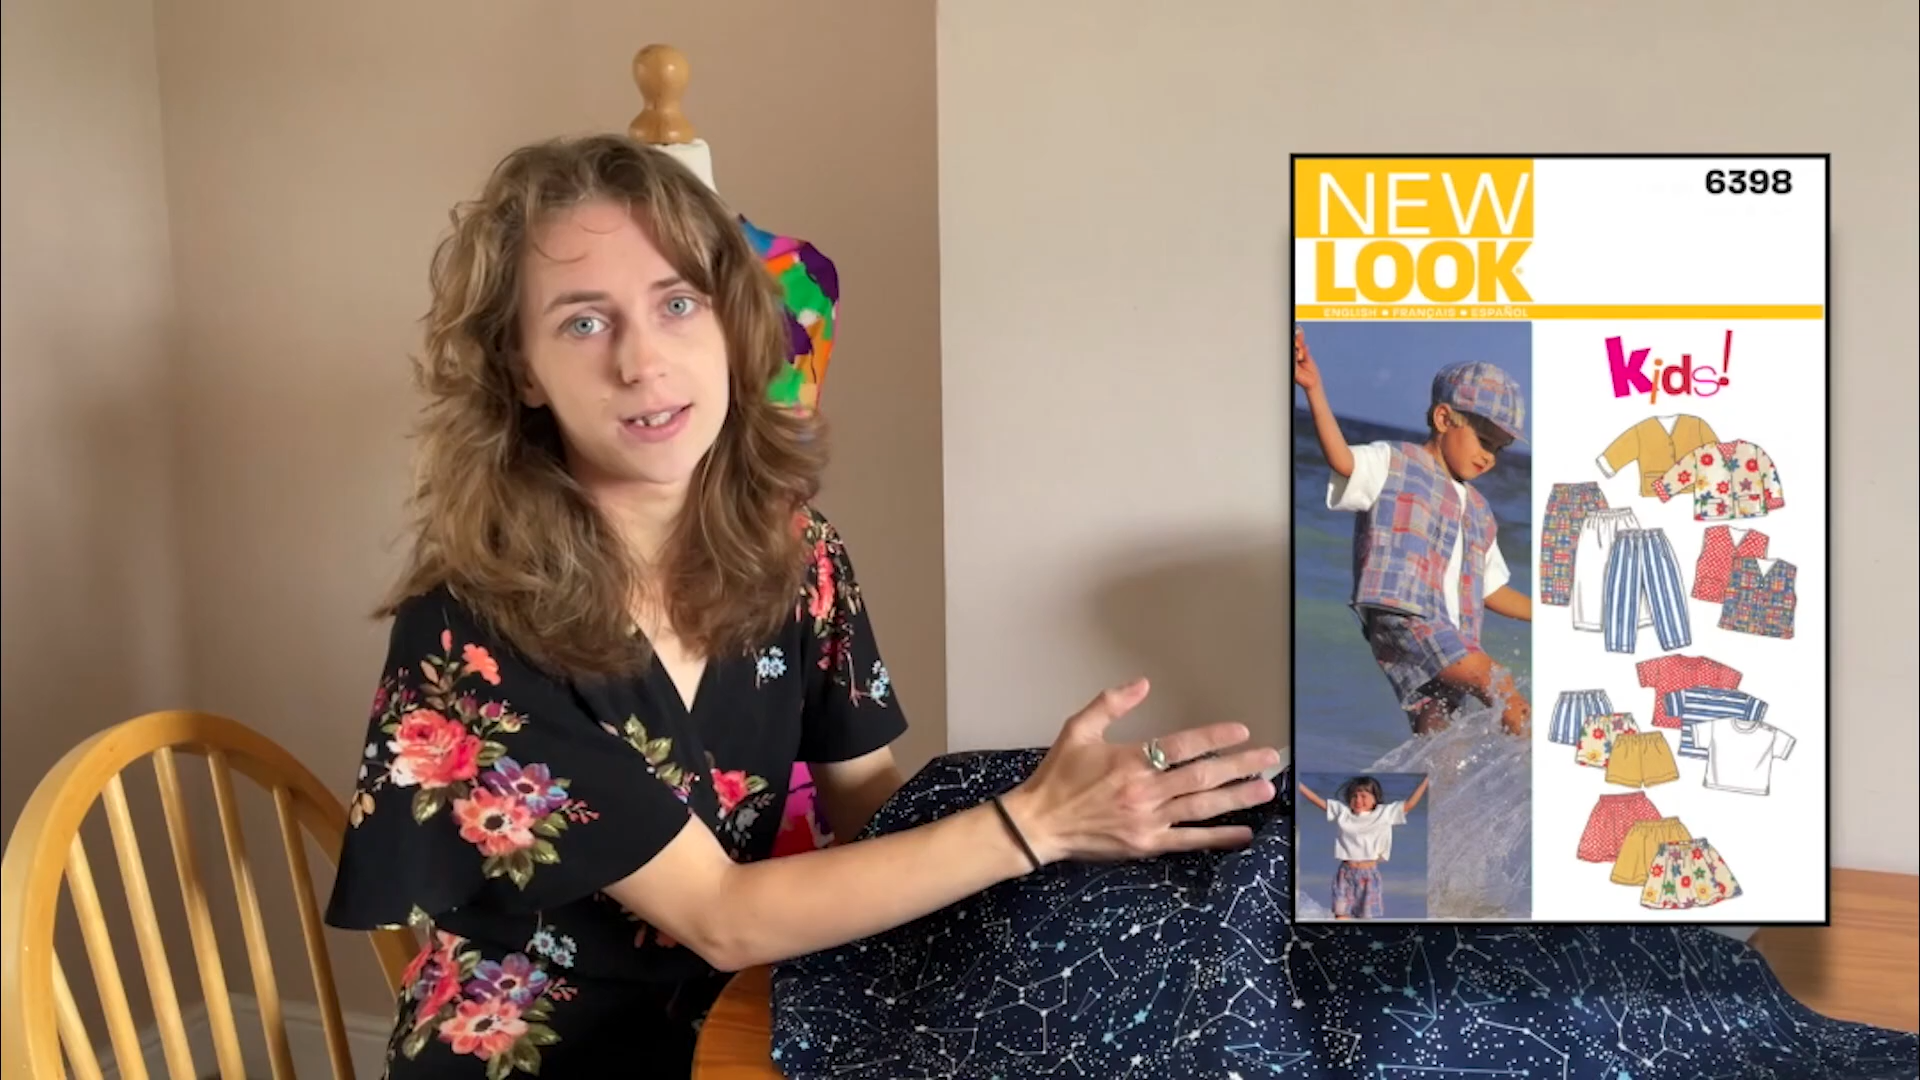 NEW
LOOK
ENGLISH • FRANÇAIS • ESPAÑOL
6398
kids!